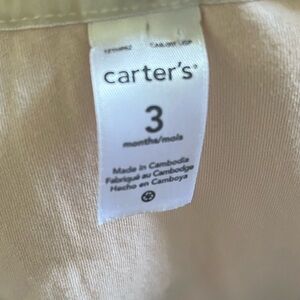 carter's
3
months/mois
Made in Cambodia
Fabriqué au Cambodge
Hecho en Camboya